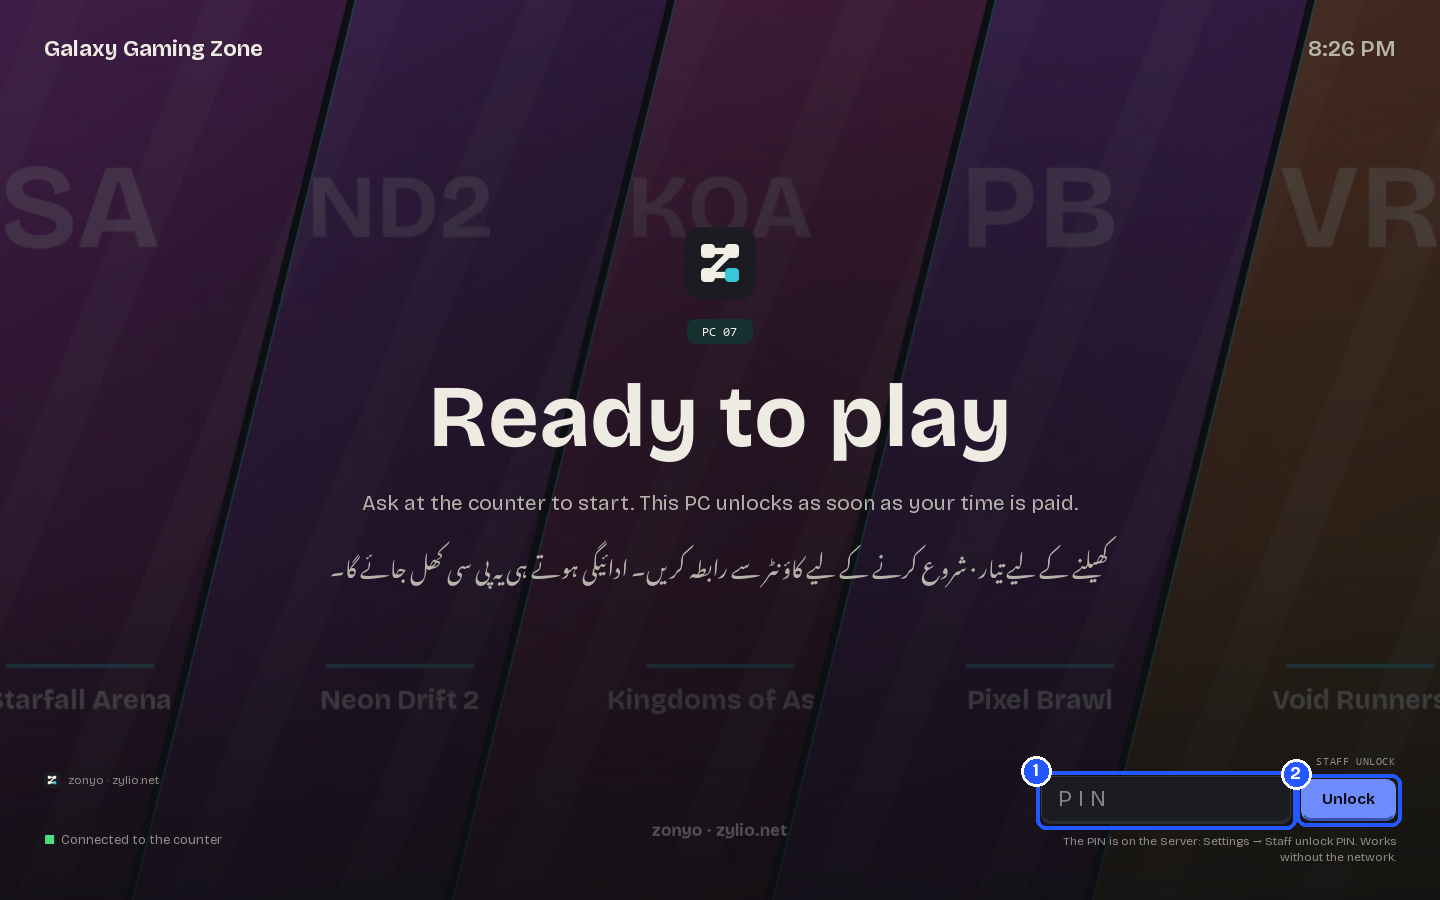 Galaxy Gaming Zone
8:26 PM
SA
ND2
KOA
PB
VR
PC 07
Ready to play
Ask at the counter to start. This PC unlocks as soon as your time is paid.
کھیلنے کے لیے تیار · شروع کرنے کے لیے کاؤنٹر سے رابطہ کریں۔ ادائیگی ہوتے ہی یہ پی سی کھل جائے گا۔
Starfall Arena
Neon Drift 2
Kingdoms of As
Pixel Brawl
Void Runners
STAFF UNLOCK
1
2
zonyo · zylio.net
PIN
Unlock
zonyo · zylio.net
Connected to the counter
The PIN is on the Server: Settings → Staff unlock PIN. Works
without the network.